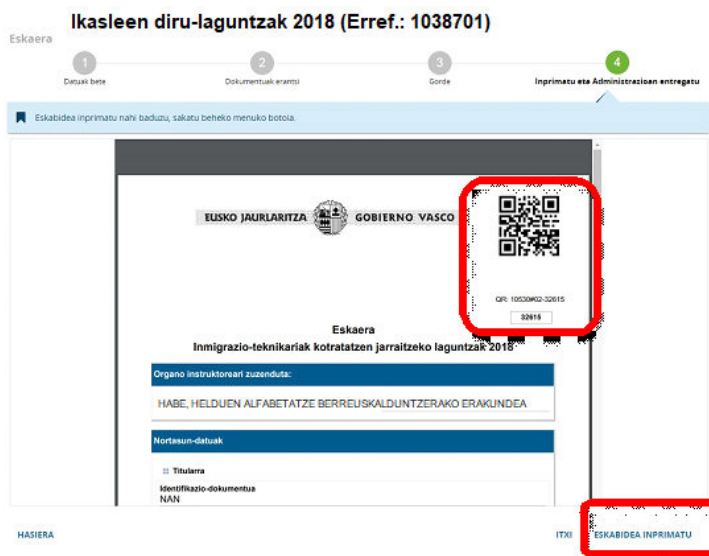 Ikasleen diru-laguntzak 2018 (Erref.: 1038701)
Eskaera
1
2
3
4
Datuak bete
Dokumentuak erantsi
Gorde
Inprimatu eta Administrazioan entregatu
Eskabidea inprimatu nahi baduzu, sakatu beheko menuko botoia.
EUSKO JAURLARITZA
GOBIERNO VASCO
QR: 10530#02-32615
32615
Eskaera
Inmigrazio-teknikariak kotratatzen jarraitzeko laguntzak 2018
Organo instruktoreari zuzenduta:
HABE, HELDUEN ALFABETATZE BERREUSKALDUNTZERAKO ERAKUNDEA
Nortasun-datuak
Titularra
Identifikazio-dokumentua
NAN
HASIERA
ITXI
ESKABIDEA INPRIMATU